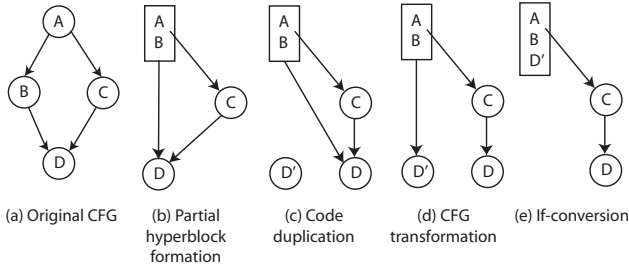 A
B
C
D
(a) Original CFG
A
B
C
D
(b) Partial
hyperblock
formation
A
B
C
D'
D
(c) Code
duplication
A
B
C
D'
D
(d) CFG
transformation
A
B
D'
C
D
(e) If-conversion